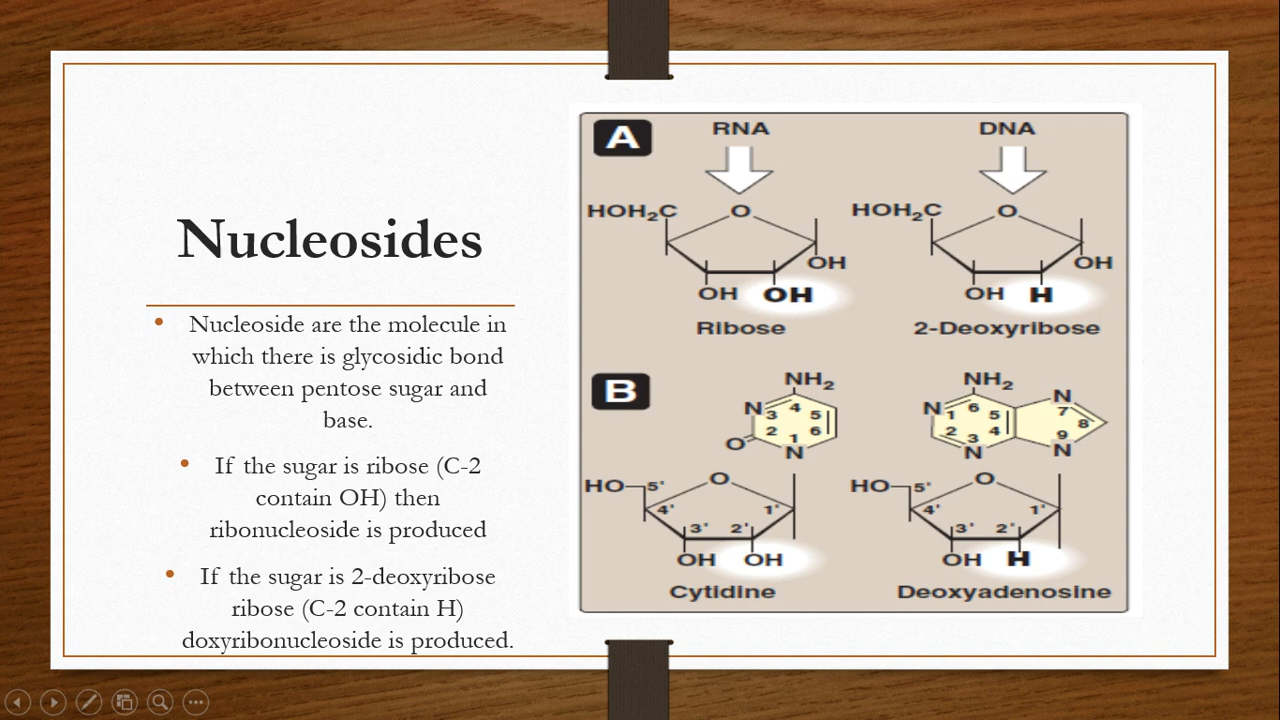 Nucleosides
• Nucleoside are the molecule in
which there is glycosidic bond
between pentose sugar and
base.
• If the sugar is ribose (C-2
contain OH) then
ribonucleoside is produced
• If the sugar is 2-deoxyribose
ribose (C-2 contain H)
doxyribonucleoside is produced.
A
RNA
DNA
HOH₂C O OH OH OH
Ribose
HOH₂C O OH OH H
2-Deoxyribose
B
NH₂
N 3 4 5
2 1 6
O N
HO 5' O
4' 1'
3' 2'
OH OH
Cytidine
NH₂
N 1 6 5 N 7
2 3 4 9 8
N N
HO 5' O
4' 1'
3' 2'
OH H
Deoxyadenosine